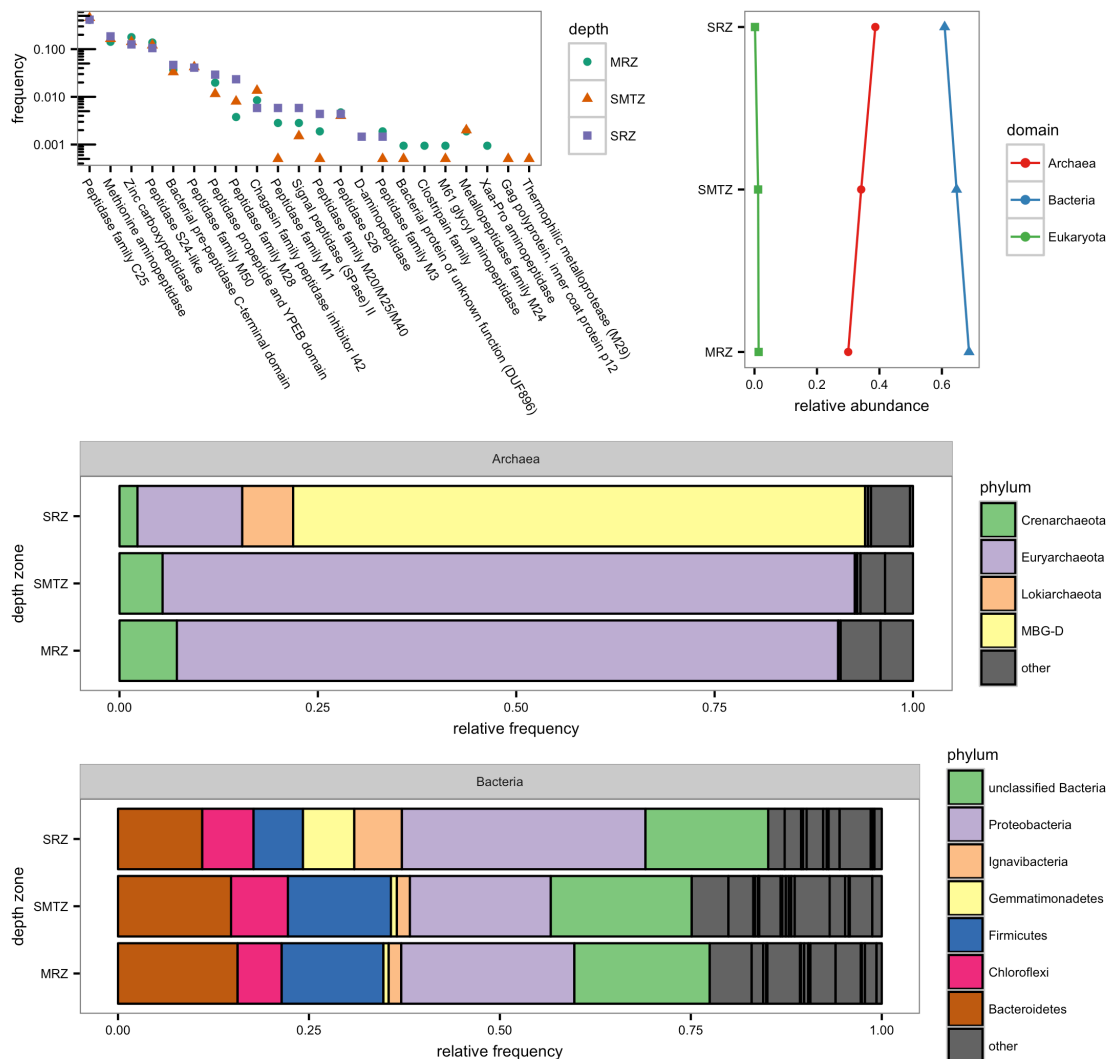 frequency
0.100
0.010
0.001
Peptidase family C25
Methionine aminopeptidase
Zinc carboxypeptidase
Peptidase S24-like
Bacterial pre-peptidase C-terminal domain
Peptidase family M50
Peptidase propeptide and YPEB domain
Peptidase family M28
Chagasin family peptidase inhibitor I42
Peptidase family M1
Signal peptidase (SPase) II
Peptidase family M20/M25/M40
Peptidase S26
D-aminopeptidase
Peptidase family M3
Bacterial protein of unknown function (DUF896)
Clostripain family
M61 glycyl aminopeptidase
Metallopeptidase family M24
Xaa-Pro aminopeptidase
Gag polyprotein, inner coat protein p12
Thermophilic metalloprotease (M29)
depth
MRZ
SMTZ
SRZ
SRZ
SMTZ
MRZ
0.0
0.2
0.4
0.6
relative abundance
domain
Archaea
Bacteria
Eukaryota
Archaea
depth zone
SRZ
SMTZ
MRZ
0.00
0.25
0.50
0.75
1.00
relative frequency
phylum
Crenarchaeota
Euryarchaeota
Lokiarchaeota
MBG-D
other
Bacteria
depth zone
SRZ
SMTZ
MRZ
0.00
0.25
0.50
0.75
1.00
relative frequency
phylum
unclassified Bacteria
Proteobacteria
Ignavibacteria
Gemmatimonadetes
Firmicutes
Chloroflexi
Bacteroidetes
other